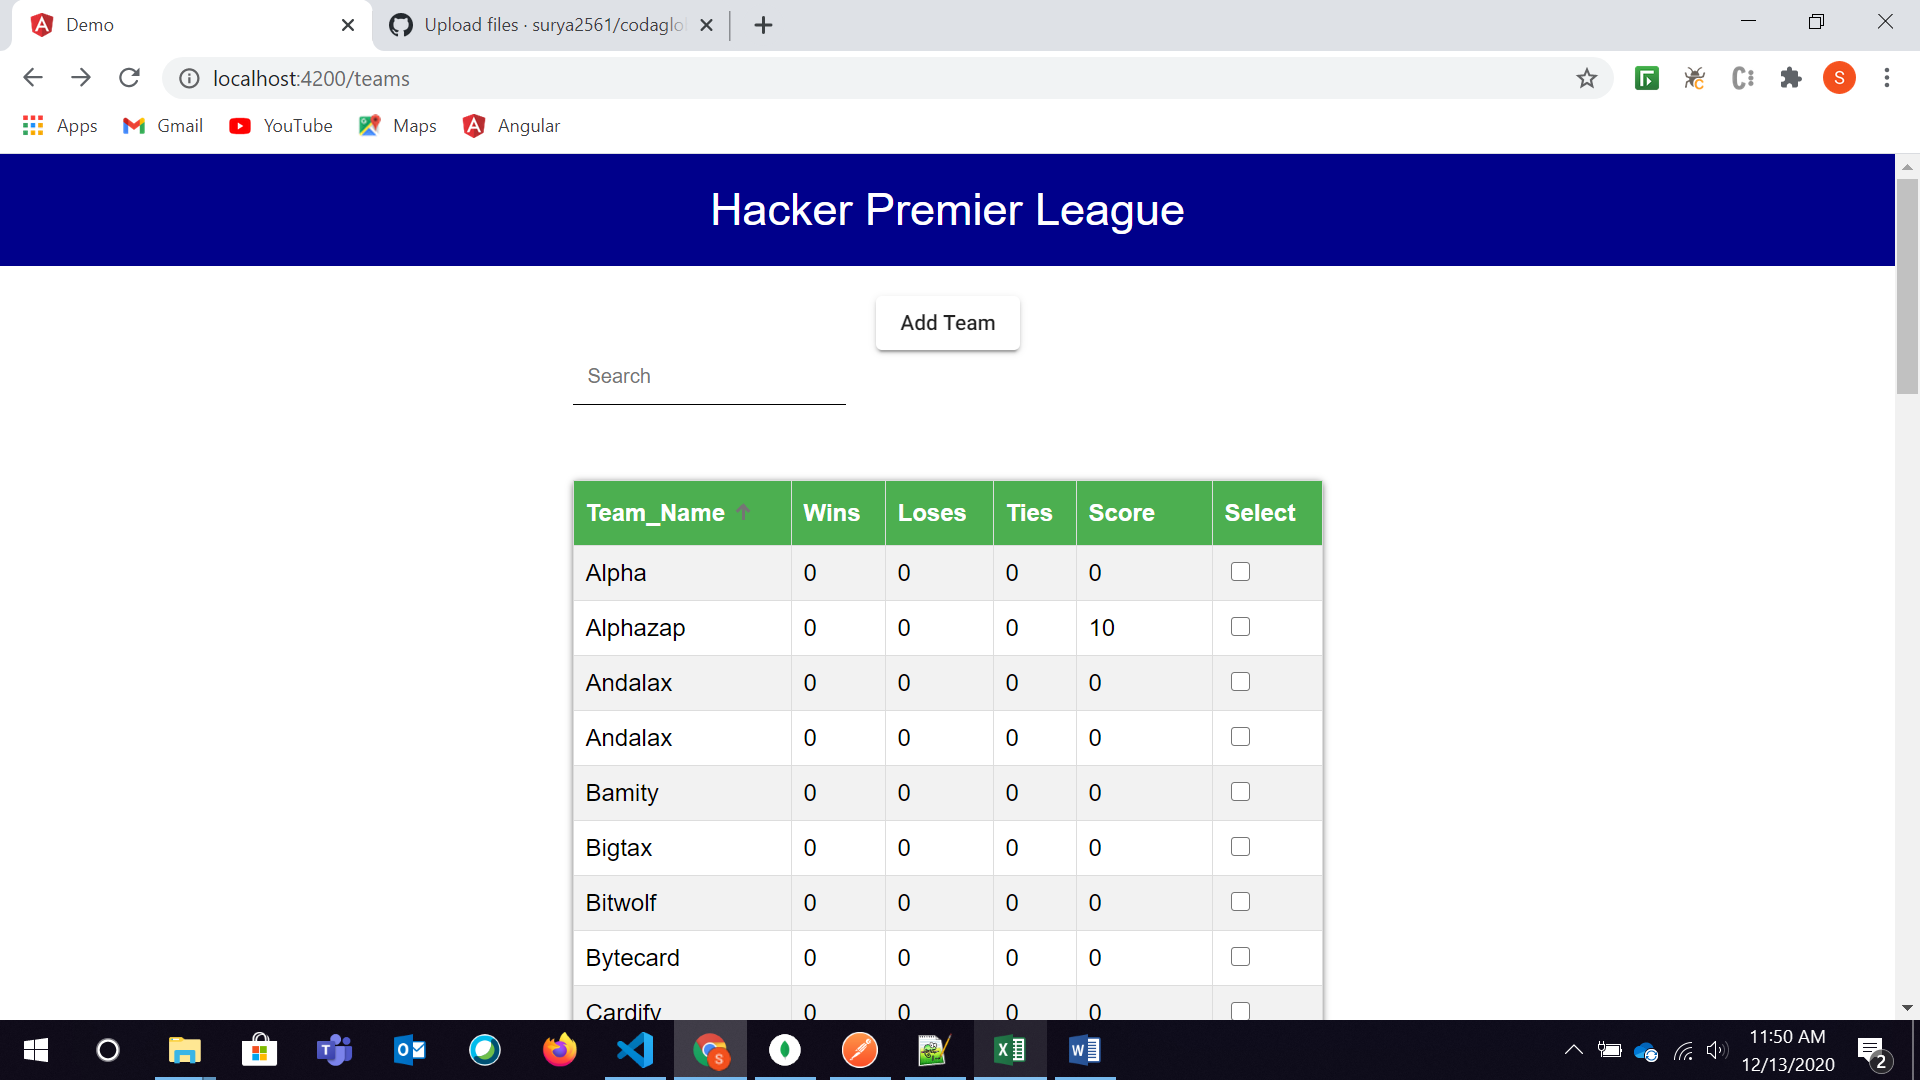 Demo
Upload files · surya2561/codaglo
localhost:4200/teams
S
Apps Gmail YouTube Maps Angular
Hacker Premier League
Add Team
Search
Team_Name Wins Loses Ties Score Select
Alpha 0 0 0 0
Alphazap 0 0 0 10
Andalax 0 0 0 0
Andalax 0 0 0 0
Bamity 0 0 0 0
Bigtax 0 0 0 0
Bitwolf 0 0 0 0
Bytecard 0 0 0 0
Cardify 0 0 0 0
11:50 AM
12/13/2020
2